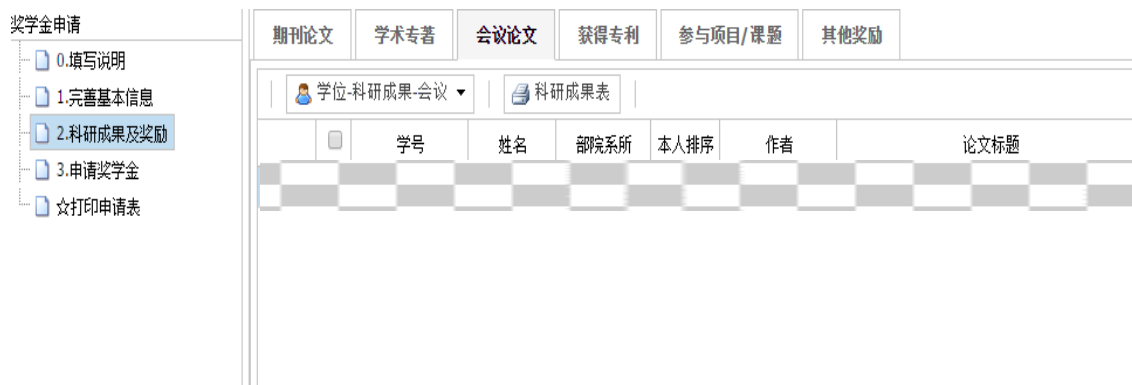 奖学金申请
0.填写说明
1.完善基本信息
2.科研成果及奖励
3.申请奖学金
☆打印申请表
期刊论文 学术专著 会议论文 获得专利 参与项目/课题 其他奖励
学位-科研成果-会议 科研成果表
学号 姓名 部院系所 本人排序 作者 论文标题